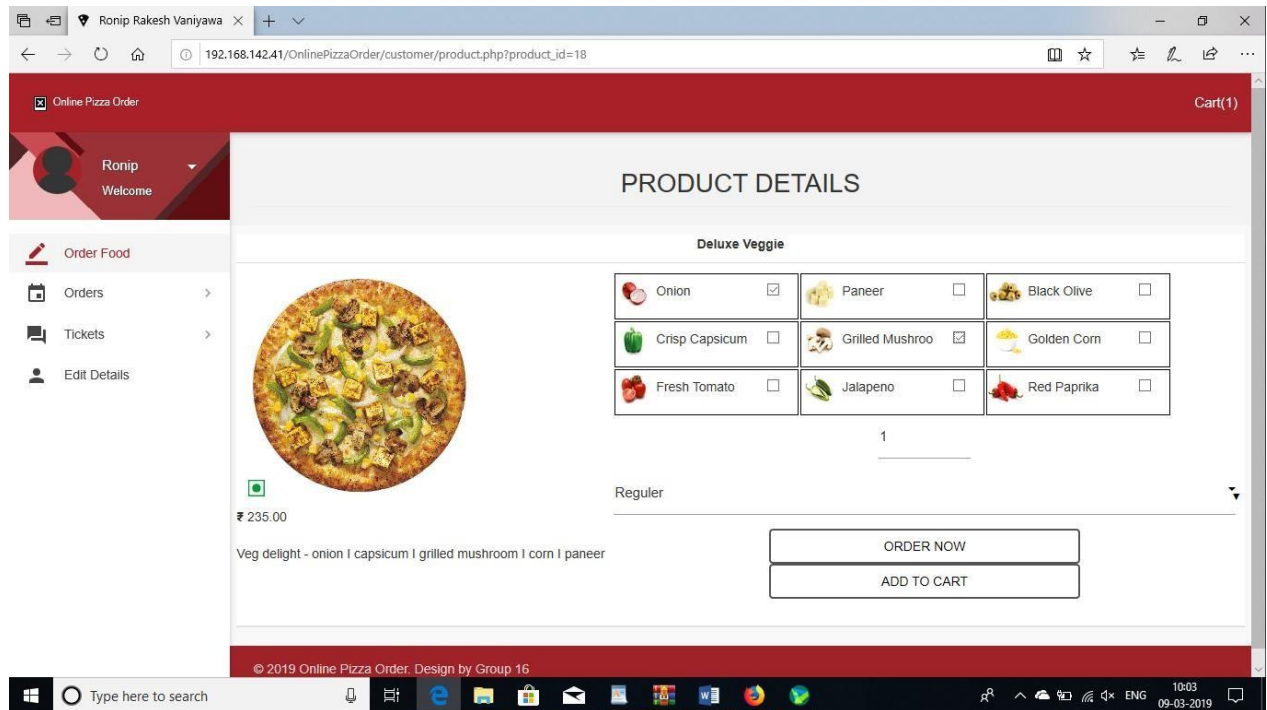 Ronip Rakesh Vaniyawa
192.168.142.41/OnlinePizzaOrder/customer/product.php?product_id=18
Online Pizza Order
Cart(1)
Ronip
Welcome
Order Food
Orders
Tickets
Edit Details
PRODUCT DETAILS
Deluxe Veggie
Onion
Paneer
Black Olive
Crisp Capsicum
Grilled Mushroo
Golden Corn
Fresh Tomato
Jalapeno
Red Paprika
1
Reguler
₹ 235.00
Veg delight - onion I capsicum I grilled mushroom I corn I paneer
ORDER NOW
ADD TO CART
© 2019 Online Pizza Order. Design by Group 16
Type here to search
ENG
10:03
09-03-2019